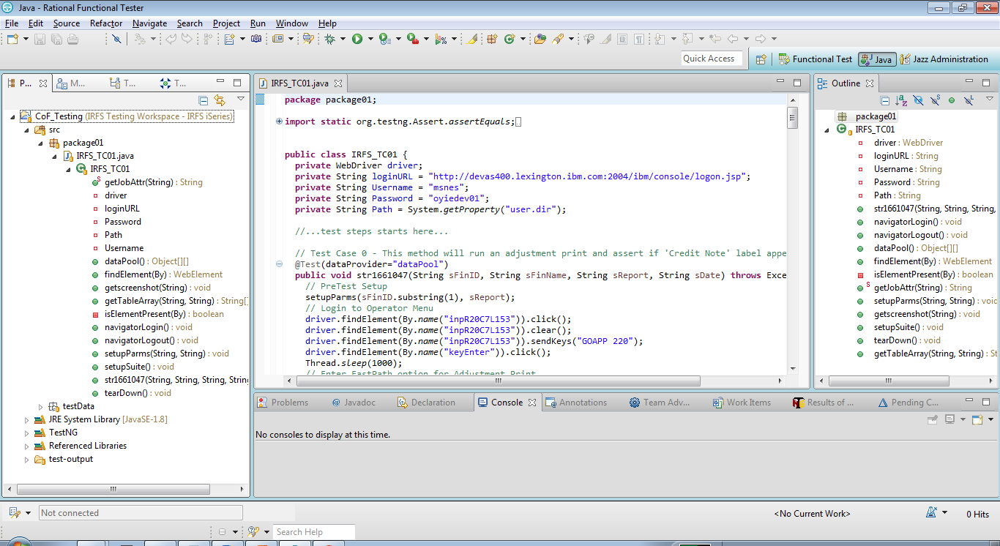 Java - Rational Functional Tester
File Edit Source Refactor Navigate Search Project Run Window Help
Quick Access
Functional Test
Java
Jazz Administration
P...
M...
T...
T...
CoF_Testing (IRFS Testing Workspace - IRFS iSeries)
src
package01
IRFS_TC01.java
IRFS_TC01
getJobAttr(String) : String
driver
loginURL
Password
Path
Username
dataPool() : Object[][]
findElement(By) : WebElement
getscreenshot(String) : void
getTableArray(String, String) : String[]
isElementPresent(By) : boolean
navigatorLogin() : void
navigatorLogout() : void
setupParms(String, String) : void
setupSuite() : void
str1661047(String, String, String, String
tearDown() : void
testData
JRE System Library [JavaSE-1.8]
TestNG
Referenced Libraries
test-output
IRFS_TC01.java
package package01;
import static org.testng.Assert.assertEquals;
public class IRFS_TC01 {
private WebDriver driver;
private String loginURL = "http://devas400.lexington.ibm.com:2004/ibm/console/logon.jsp";
private String Username = "msnes";
private String Password = "oyiedev01";
private String Path = System.getProperty("user.dir");
//...test steps starts here...
// Test Case 0 - This method will run an adjustment print and assert if 'Credit Note' label appe
@Test(dataProvider="dataPool")
public void str1661047(String sFinID, String sFinName, String sReport, String sDate) throws Exce
// PreTest Setup
setupParms(sFinID.substring(1), sReport);
// Login to Operator Menu
driver.findElement(By.name("inpR20C7L153")).click();
driver.findElement(By.name("inpR20C7L153")).clear();
driver.findElement(By.name("inpR20C7L153")).sendKeys("GOAPP 220");
driver.findElement(By.name("keyEnter")).click();
Thread.sleep(1000);
// Enter FastPath option for Adjustment Print
Outline
package01
IRFS_TC01
driver : WebDriver
loginURL : String
Username : String
Password : String
Path : String
str1661047(String, String, String,
navigatorLogin() : void
navigatorLogout() : void
dataPool() : Object[][]
findElement(By) : WebElement
isElementPresent(By) : boolean
getJobAttr(String) : String
setupParms(String, String) : void
getscreenshot(String) : void
setupSuite() : void
tearDown() : void
getTableArray(String, String) : St
Problems
Javadoc
Declaration
Console
Annotations
Team Adv...
Work Items
Results of ...
Pending C...
No consoles to display at this time.
Not connected
<No Current Work>
0 Hits
Search Help